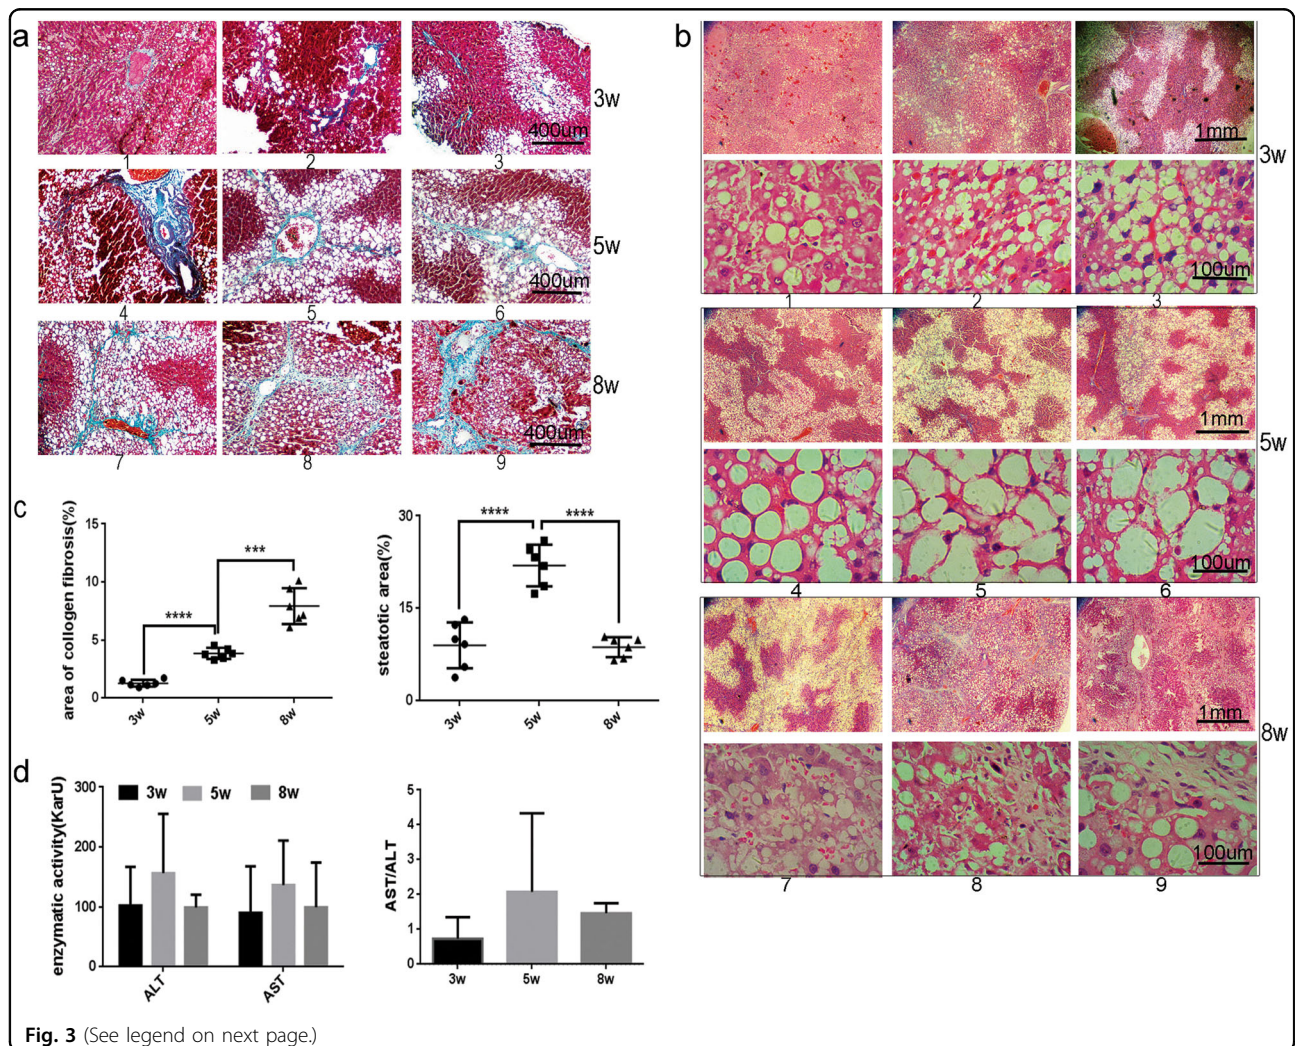 a
3w
400um
1 2 3
5w
400um
4 5 6
8w
400um
7 8 9
b
1mm
3w
100um
1 2 3
1mm
5w
100um
4 5 6
1mm
8w
100um
7 8 9
c
area of collogen fibrosis(%)
15
10
5
0
****
***
3w 5w 8w
steatotic area(%)
30
15
0
****
****
3w 5w 8w
d
enzymatic activity(KarU)
300
200
100
0
3w 5w 8w
ALT AST
AST/ALT
5
4
3
2
1
0
3w 5w 8w
Fig. 3 (See legend on next page.)